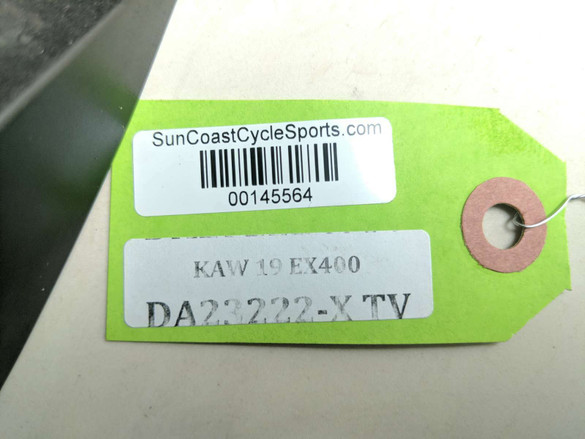 SunCoastCycleSports.com
00145564
KAW 19 EX400
DA23222-X TV